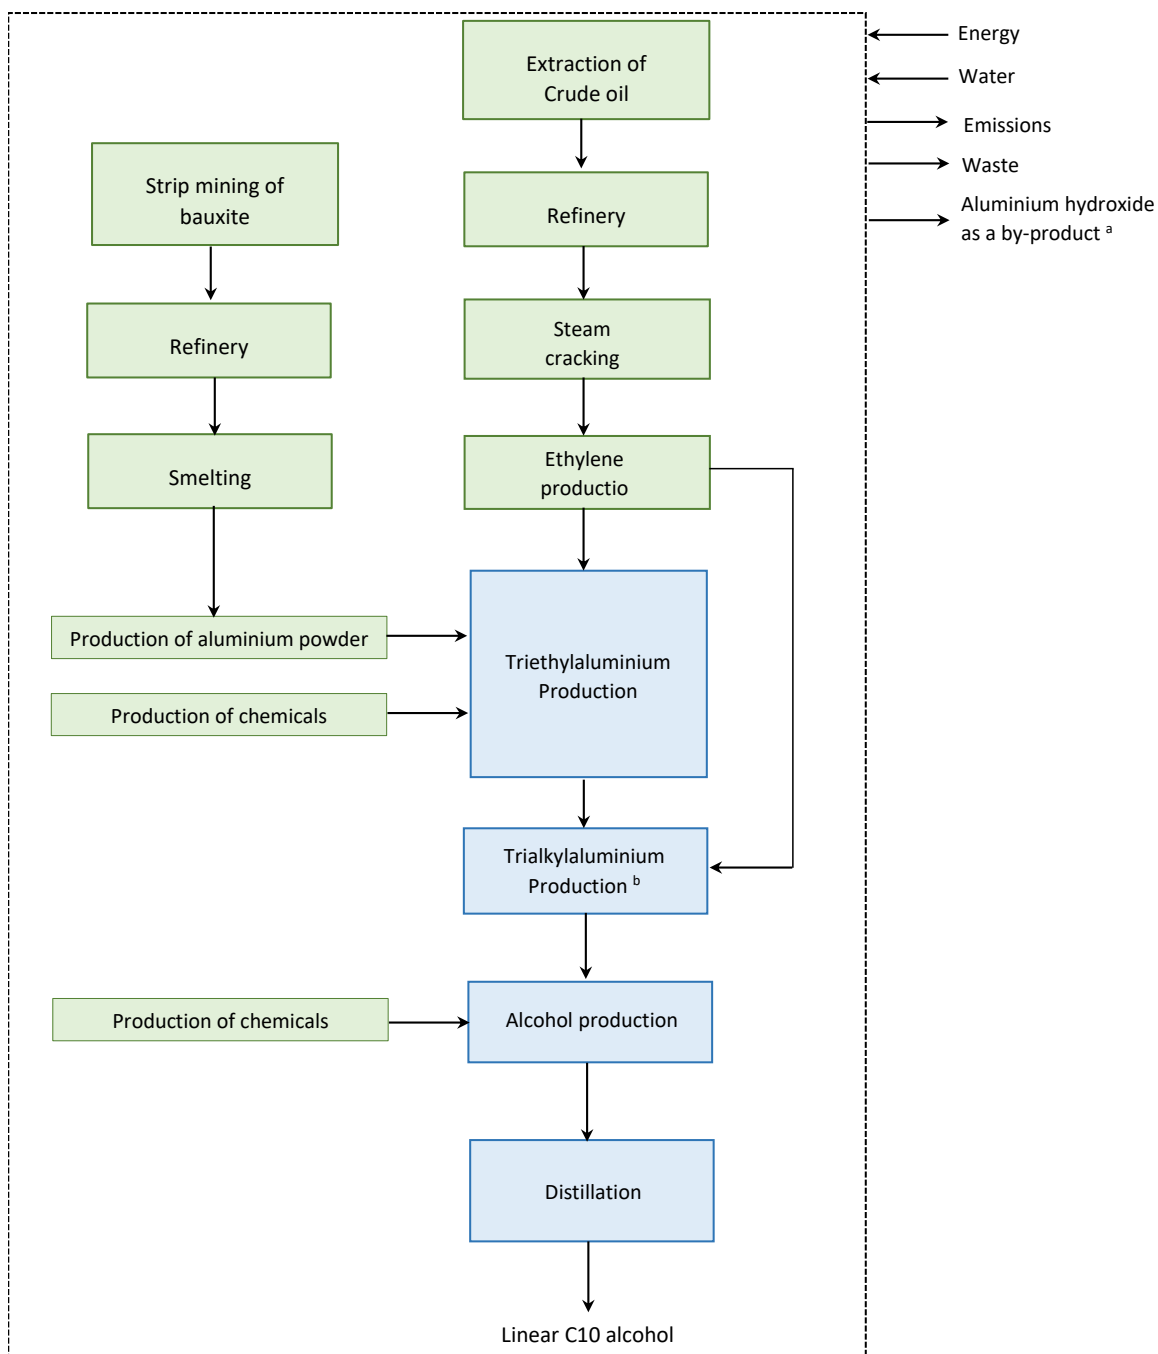 Extraction of
Crude oil
Energy
Water
Emissions
Waste
Aluminium hydroxide
as a by-product ᵃ
Strip mining of
bauxite
Refinery
Refinery
Steam
cracking
Smelting
Ethylene
productio
Production of aluminium powder
Triethylaluminium
Production
Production of chemicals
Trialkylaluminium
Production ᵇ
Production of chemicals
Alcohol production
Distillation
Linear C10 alcohol